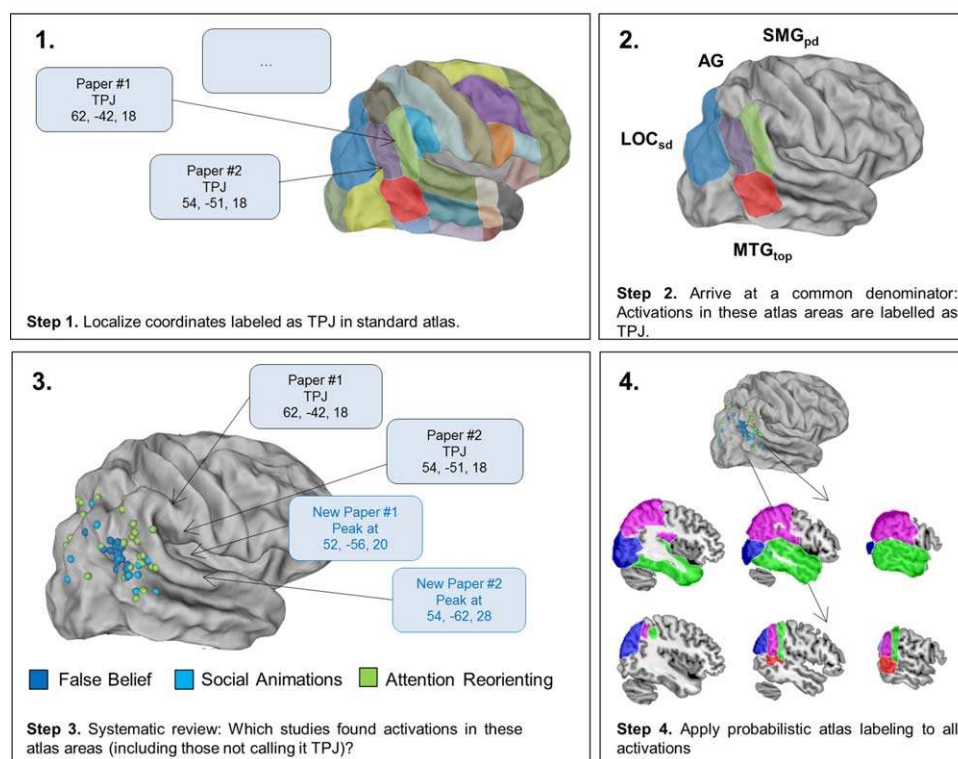 1.
...
Paper #1
TPJ
62, -42, 18
Paper #2
TPJ
54, -51, 18
Step 1. Localize coordinates labeled as TPJ in standard atlas.
2.
SMGpd
AG
LOCsd
MTGtop
Step 2. Arrive at a common denominator:
Activations in these atlas areas are labelled as
TPJ.
3.
Paper #1
TPJ
62, -42, 18
Paper #2
TPJ
54, -51, 18
New Paper #1
Peak at
52, -56, 20
New Paper #2
Peak at
54, -62, 28
False Belief
Social Animations
Attention Reorienting
Step 3. Systematic review: Which studies found activations in these
atlas areas (including those not calling it TPJ)?
4.
Step 4. Apply probabilistic atlas labeling to all
activations